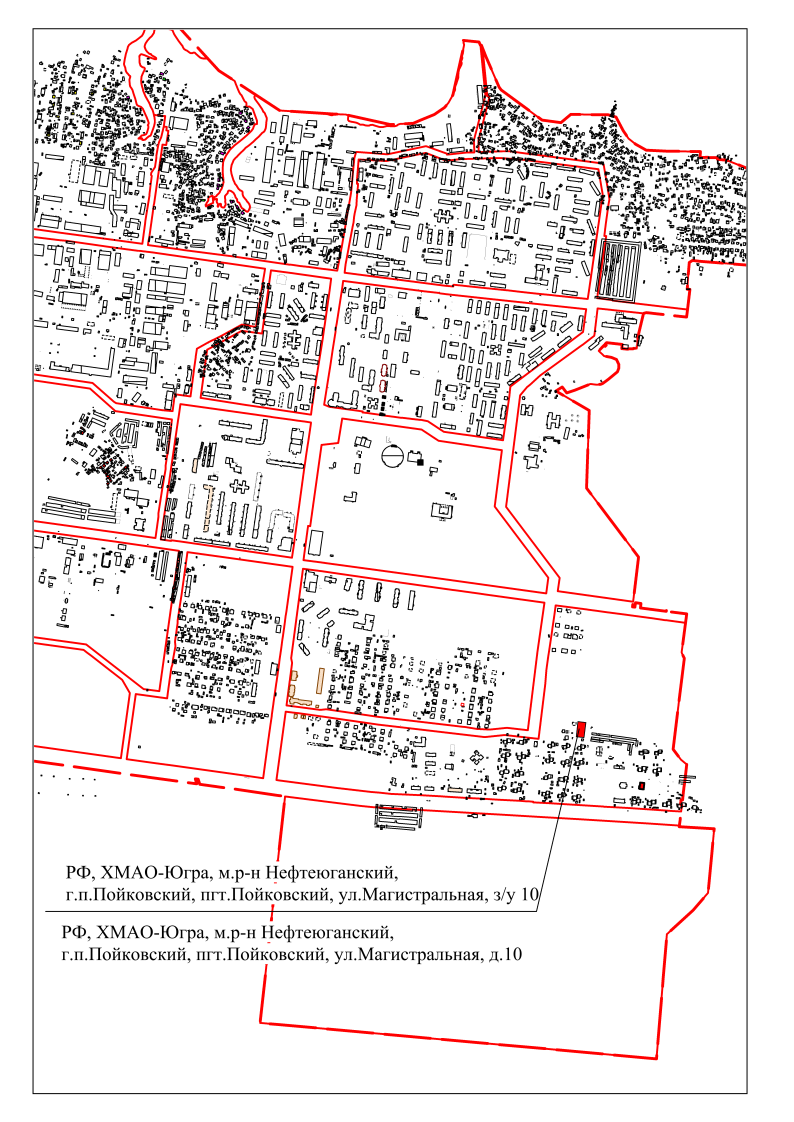 РФ, ХМАО-Югра, м.р-н Нефтеюганский,
г.п.Пойковский, пгт.Пойковский, ул.Магистральная, з/у 10
РФ, ХМАО-Югра, м.р-н Нефтеюганский,
г.п.Пойковский, пгт.Пойковский, ул.Магистральная, д.10